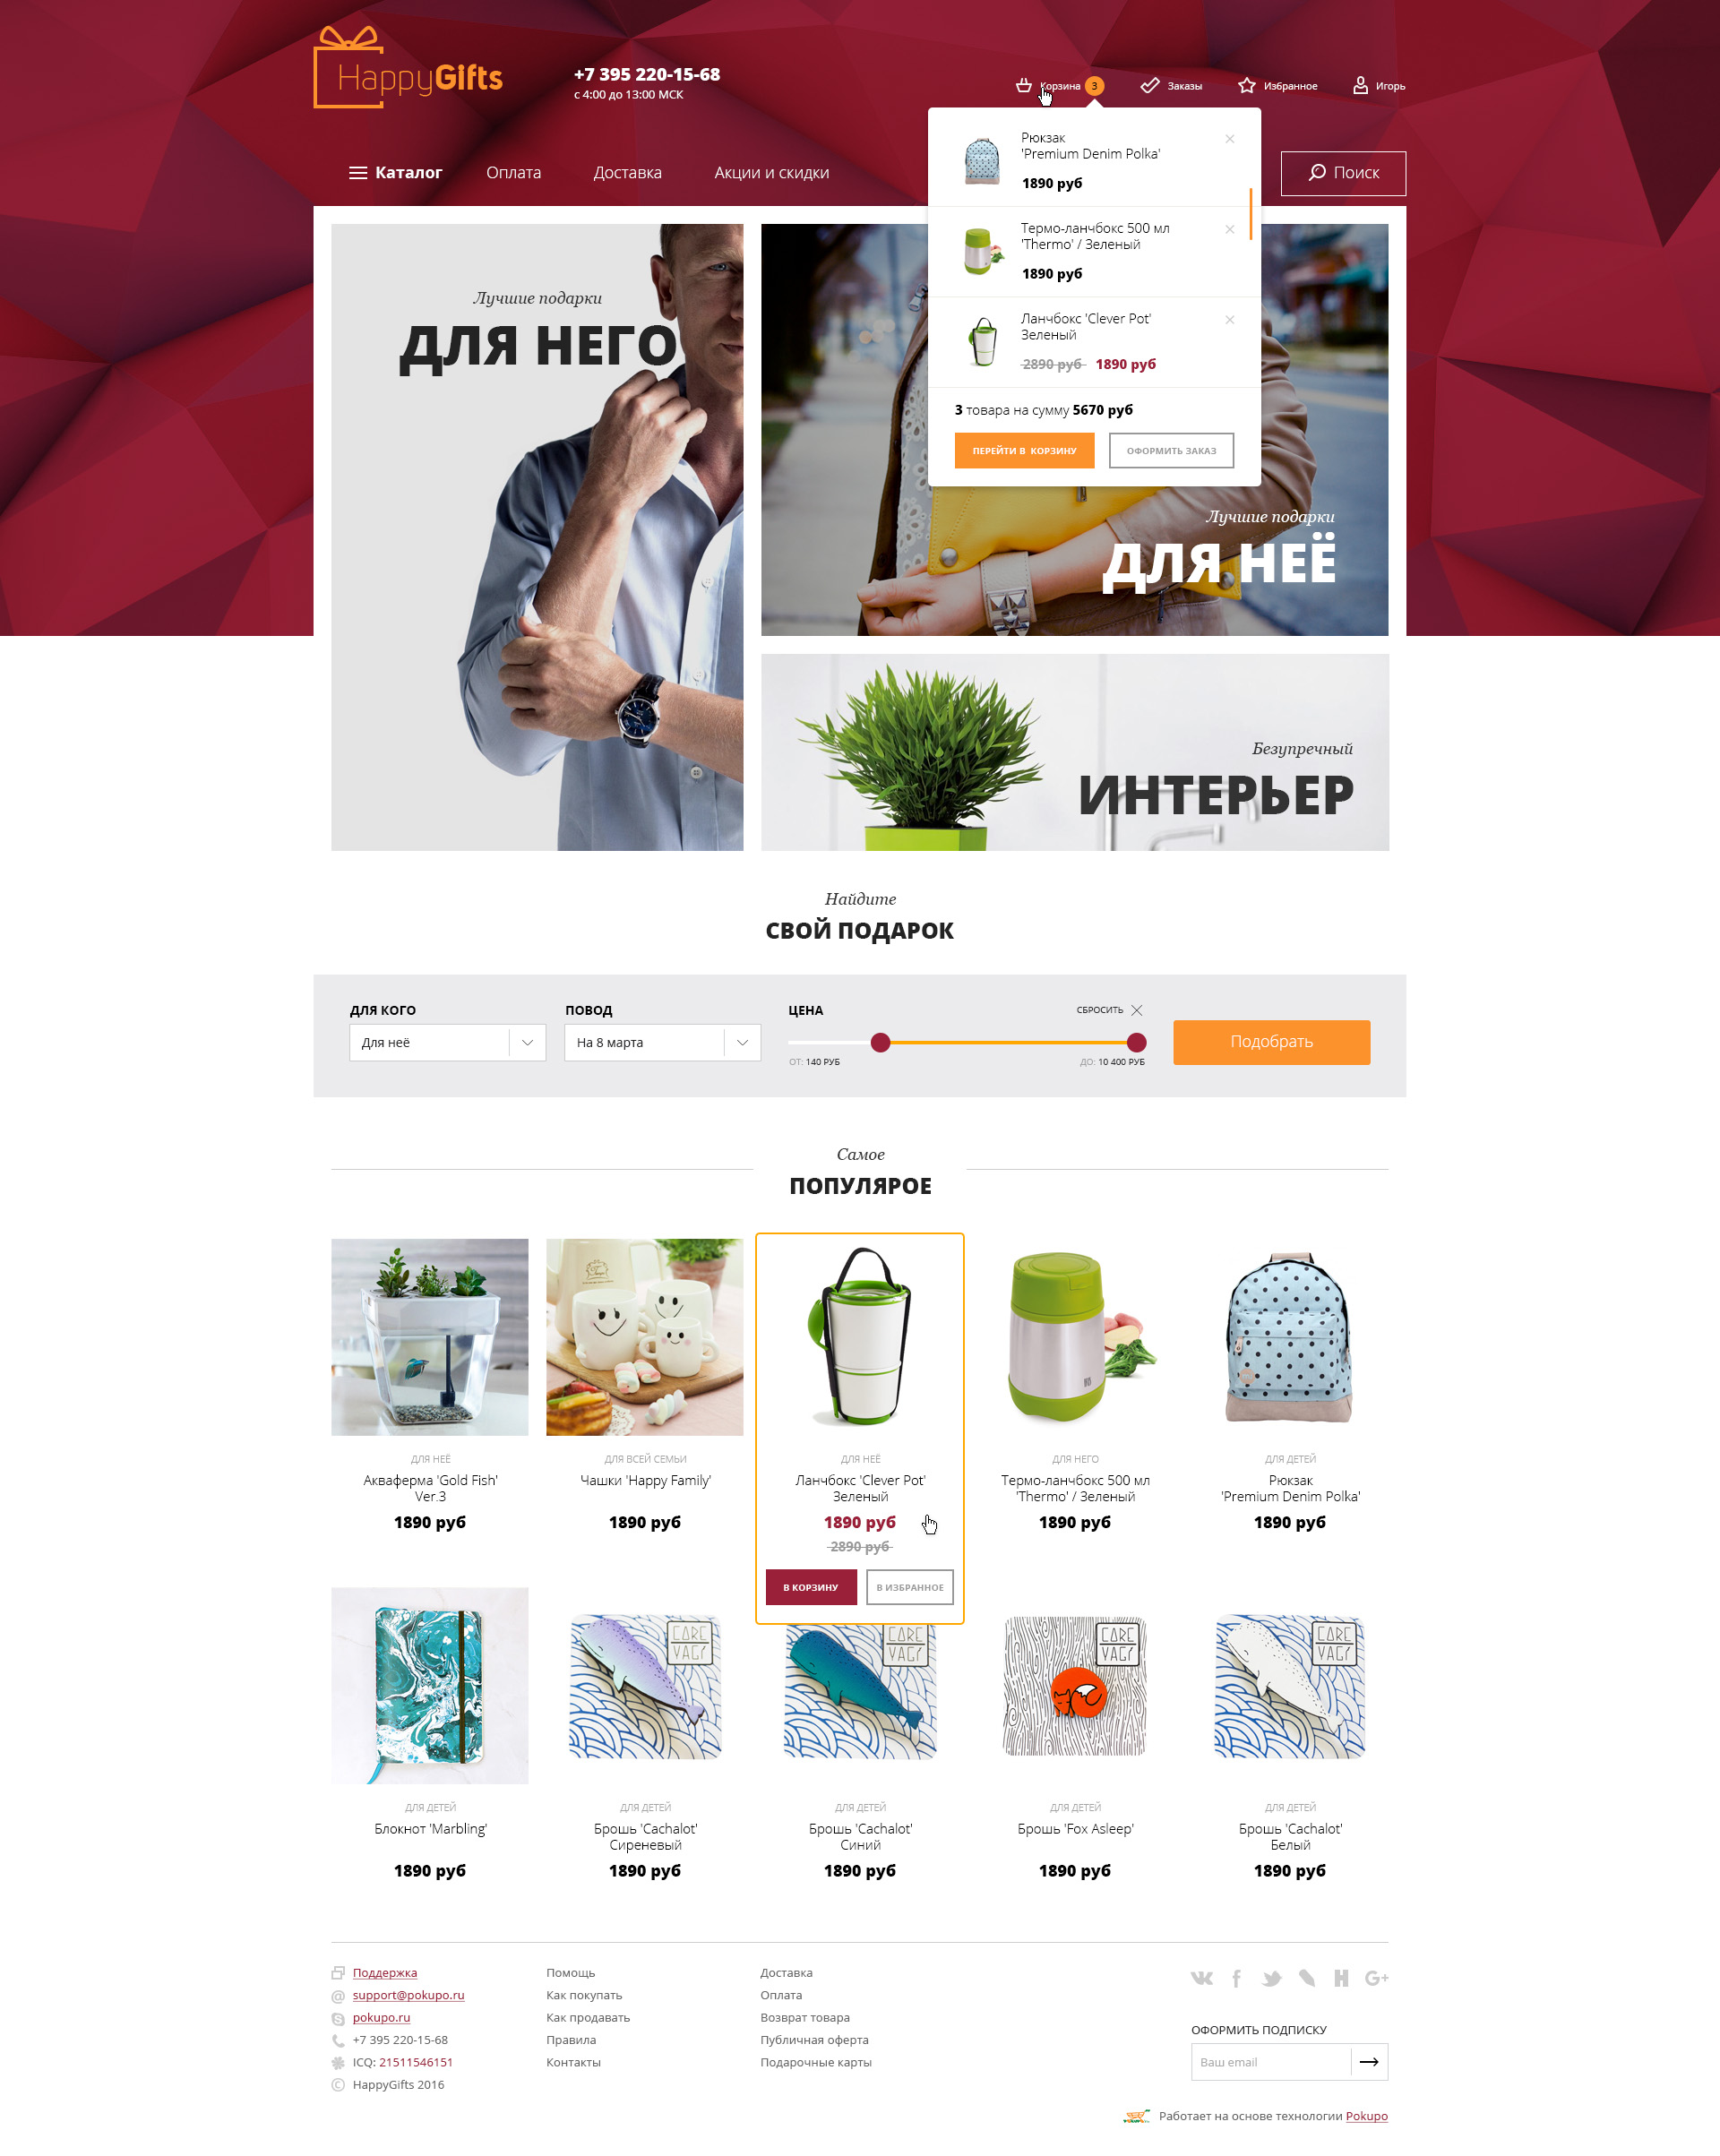 HappyGifts
+7 395 220-15-68
с 4:00 до 13:00 МСК
Корзина 3
Заказы
Избранное
Игорь
Каталог
Оплата
Доставка
Акции и скидки
Поиск
Рюкзак
'Premium Denim Polka'
1890 руб
Термо-ланчбокс 500 мл
'Thermo' / Зеленый
1890 руб
Ланчбокс 'Clever Pot'
Зеленый
2890 руб 1890 руб
3 товара на сумму 5670 руб
ПЕРЕЙТИ В КОРЗИНУ
ОФОРМИТЬ ЗАКАЗ
Лучшие подарки
ДЛЯ НЕГО
Лучшие подарки
ДЛЯ НЕЁ
Безупречный
ИНТЕРЬЕР
Найдите
СВОЙ ПОДАРОК
ДЛЯ КОГО
Для неё
ПОВОД
На 8 марта
ЦЕНА
СБРОСИТЬ
ОТ: 140 РУБ
ДО: 10 400 РУБ
Подобрать
Самое
ПОПУЛЯРОЕ
ДЛЯ НЕЁ
Акваферма 'Gold Fish'
Ver.3
1890 руб
ДЛЯ ВСЕЙ СЕМЬИ
Чашки 'Happy Family'
1890 руб
ДЛЯ НЕЁ
Ланчбокс 'Clever Pot'
Зеленый
1890 руб
2890 руб
В КОРЗИНУ
В ИЗБРАННОЕ
ДЛЯ НЕГО
Термо-ланчбокс 500 мл
'Thermo' / Зеленый
1890 руб
ДЛЯ ДЕТЕЙ
Рюкзак
'Premium Denim Polka'
1890 руб
CARE
VAGY
CARE
VAGY
CARE
VAGY
CARE
VAGY
ДЛЯ ДЕТЕЙ
Блокнот 'Marbling'
1890 руб
ДЛЯ ДЕТЕЙ
Брошь 'Cachalot'
Сиреневый
1890 руб
ДЛЯ ДЕТЕЙ
Брошь 'Cachalot'
Синий
1890 руб
ДЛЯ ДЕТЕЙ
Брошь 'Fox Asleep'
1890 руб
ДЛЯ ДЕТЕЙ
Брошь 'Cachalot'
Белый
1890 руб
Поддержка
support@pokupo.ru
pokupo.ru
+7 395 220-15-68
ICQ: 21511546151
HappyGifts 2016
Помощь
Как покупать
Как продавать
Правила
Контакты
Доставка
Оплата
Возврат товара
Публичная оферта
Подарочные карты
ОФОРМИТЬ ПОДПИСКУ
Ваш email
Работает на основе технологии Pokupo